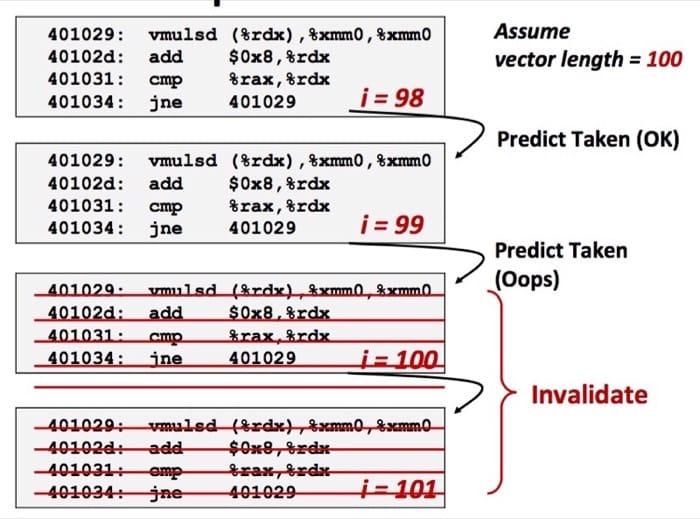 401029: vmulsd (%rdx),%xmm0,%xmm0
40102d: add $0x8,%rdx
401031: cmp %rax,%rdx
401034: jne 401029 i = 98
Assume
vector length = 100
Predict Taken (OK)
401029: vmulsd (%rdx),%xmm0,%xmm0
40102d: add $0x8,%rdx
401031: cmp %rax,%rdx
401034: jne 401029 i = 99
Predict Taken
(Oops)
401029: vmulsd (%rdx),%xmm0,%xmm0
40102d: add $0x8,%rdx
401031: cmp %rax,%rdx
401034: jne 401029 i = 100
Invalidate
401029: vmulsd (%rdx),%xmm0,%xmm0
40102d: add $0x8,%rdx
401031: cmp %rax,%rdx
401034: jne 401029 i = 101